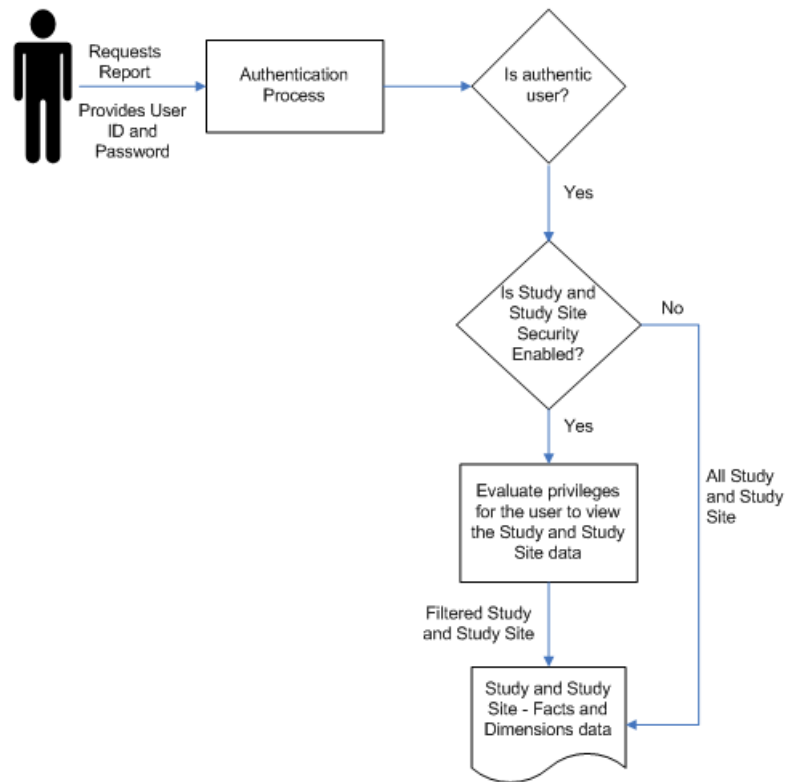 Requests
Report
Provides User
ID and
Password
Authentication
Process
Is authentic
user?
Yes
Is Study and
Study Site
Security
Enabled?
No
Yes
All Study
and Study
Site
Evaluate privileges
for the user to view
the Study and Study
Site data
Filtered Study
and Study Site
Study and Study
Site - Facts and
Dimensions data